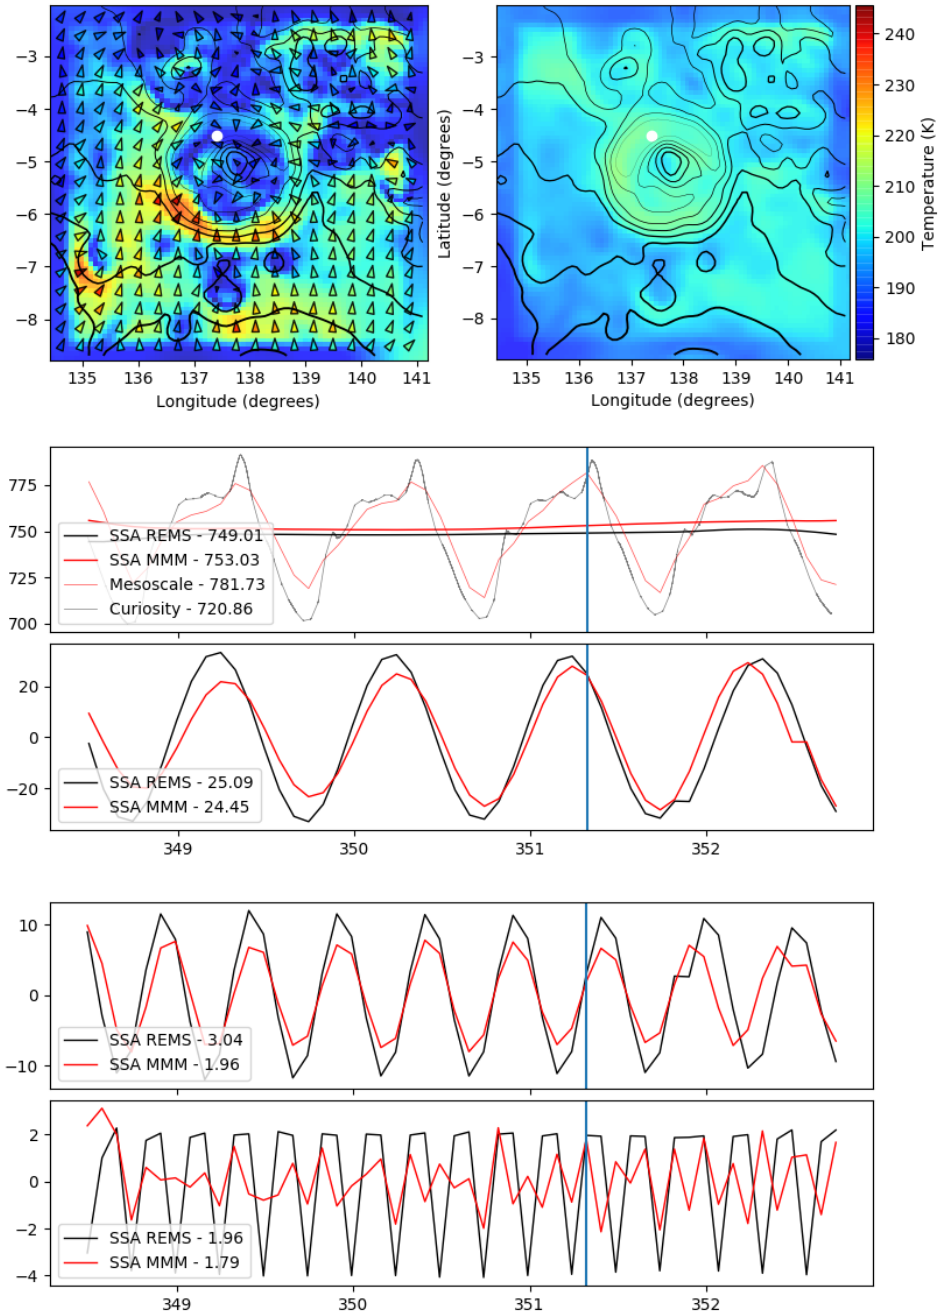 −3
−4
−5
−6
−7
−8
135 136 137 138 139 140 141
Longitude (degrees)
Latitude (degrees)
−3
−4
−5
−6
−7
−8
135 136 137 138 139 140 141
Longitude (degrees)
240
230
220
210
200
190
180
Temperature (K)
775
750
725
700
SSA REMS - 749.01
SSA MMM - 753.03
Mesoscale - 781.73
Curiosity - 720.86
20
0
−20
SSA REMS - 25.09
SSA MMM - 24.45
349 350 351 352
10
0
−10
SSA REMS - 3.04
SSA MMM - 1.96
2
0
−2
−4
SSA REMS - 1.96
SSA MMM - 1.79
349 350 351 352